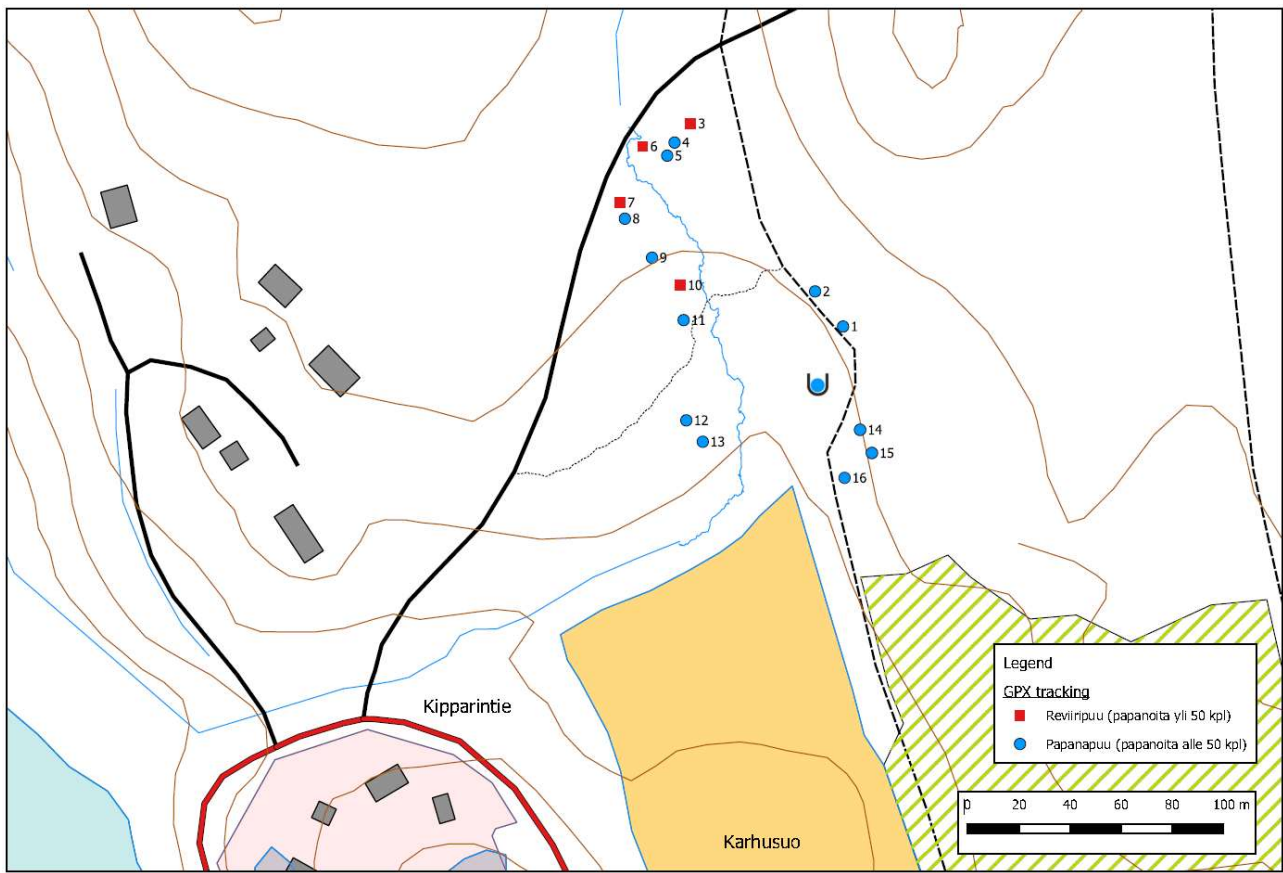 3
4
6
5
7
8
9
10
2
11
1
12
14
13
15
16
Kipparintie
Karhusuo
Legend
GPX tracking
Reviiripuu (papanoita yli 50 kpl)
Papanapuu (papanoita alle 50 kpl)
0 20 40 60 80 100 m